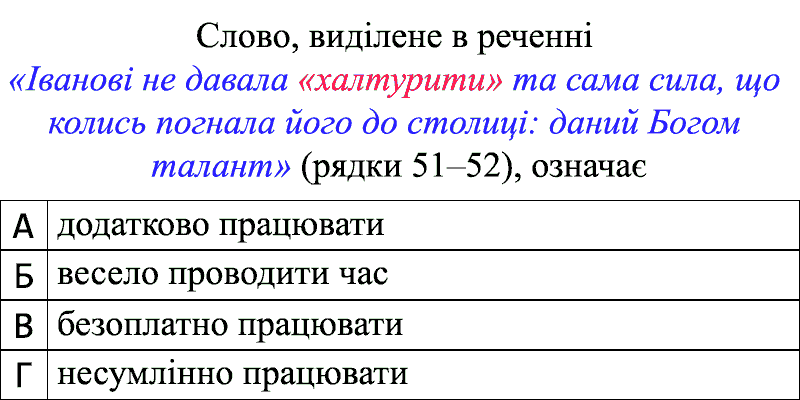 Слово, виділене в реченні
«Іванові не давала «халтурити» та сама сила, що
колись погнала його до столиці: даний Богом
талант» (рядки 51–52), означає
А додатково працювати
Б весело проводити час
В безоплатно працювати
Г несумлінно працювати